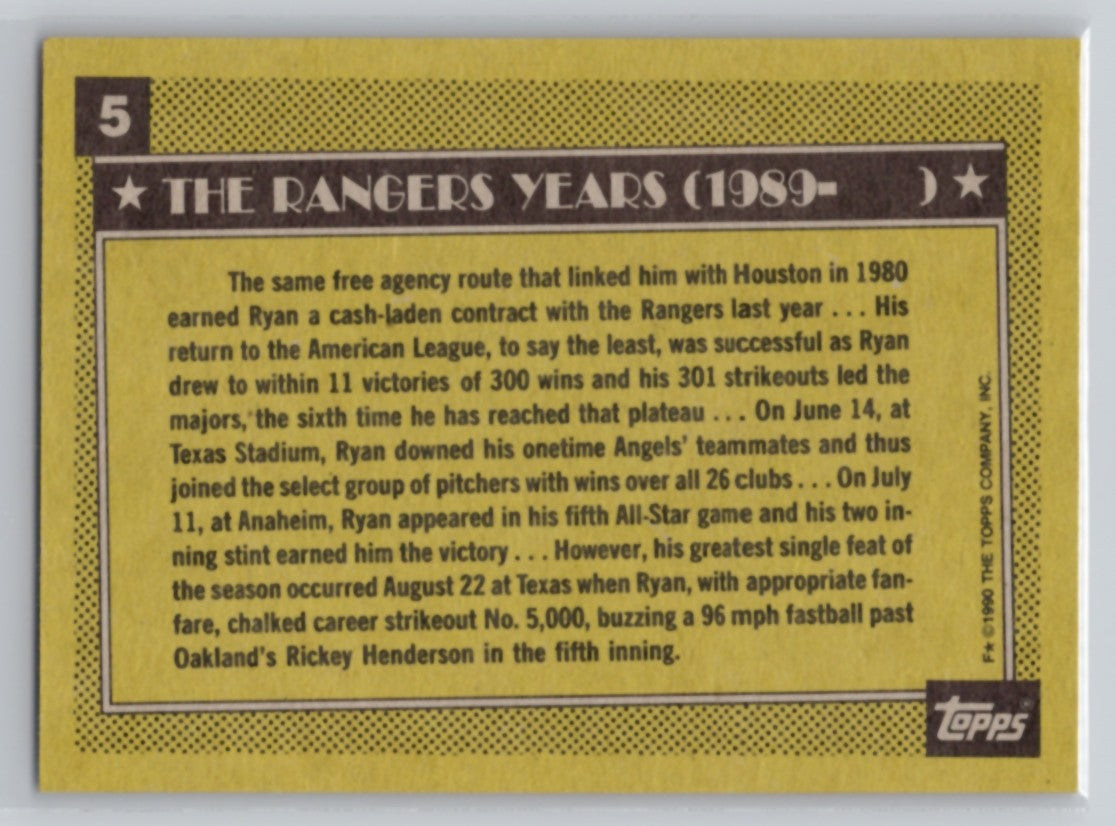 5
★ THE RANGERS YEARS (1989-     ) ★
The same free agency route that linked him with Houston in 1980
earned Ryan a cash-laden contract with the Rangers last year . . . His
return to the American League, to say the least, was successful as Ryan
drew to within 11 victories of 300 wins and his 301 strikeouts led the
majors, the sixth time he has reached that plateau . . . On June 14, at
Texas Stadium, Ryan downed his onetime Angels' teammates and thus
joined the select group of pitchers with wins over all 26 clubs . . . On July
11, at Anaheim, Ryan appeared in his fifth All-Star game and his two in-
ning stint earned him the victory . . . However, his greatest single feat of
the season occurred August 22 at Texas when Ryan, with appropriate fan-
fare, chalked career strikeout No. 5,000, buzzing a 96 mph fastball past
Oakland's Rickey Henderson in the fifth inning.
F★ ©1990 THE TOPPS COMPANY, INC.
topps®